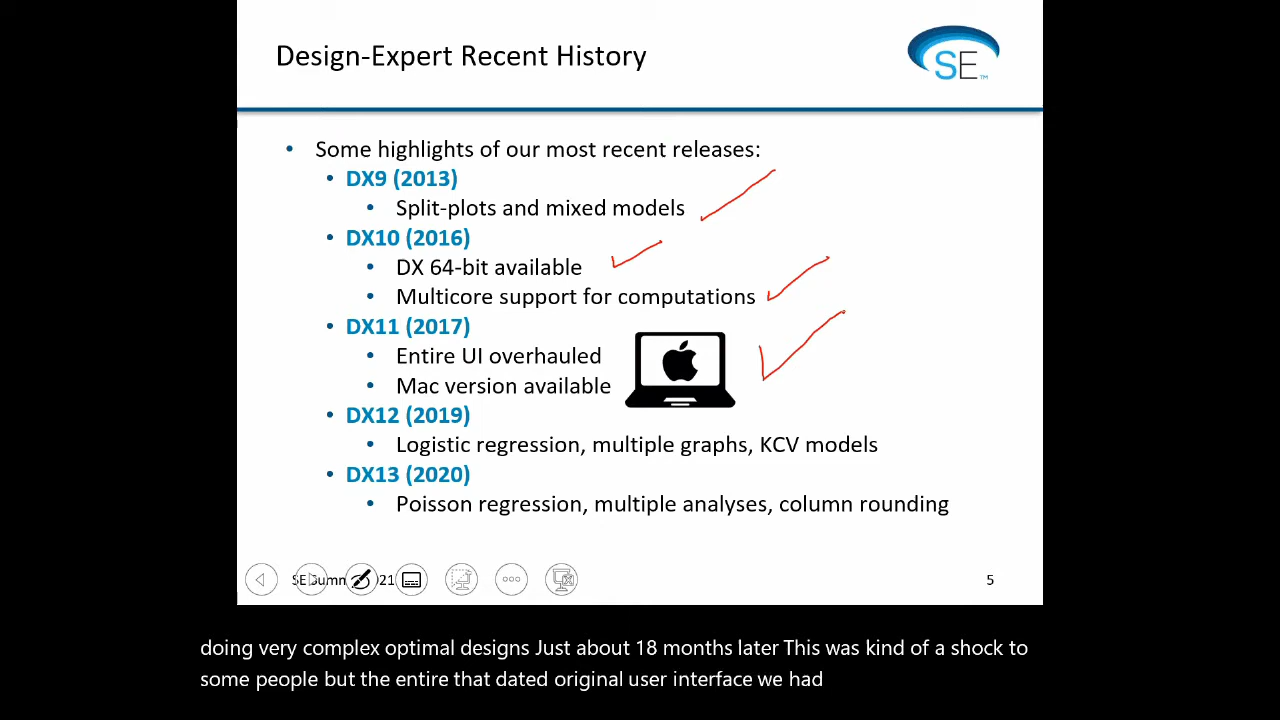 Design-Expert Recent History
SE™
• Some highlights of our most recent releases:
• DX9 (2013)
• Split-plots and mixed models
• DX10 (2016)
• DX 64-bit available
• Multicore support for computations
• DX11 (2017)
• Entire UI overhauled
• Mac version available
• DX12 (2019)
• Logistic regression, multiple graphs, KCV models
• DX13 (2020)
• Poisson regression, multiple analyses, column rounding
SE 21
5
doing very complex optimal designs Just about 18 months later This was kind of a shock to
some people but the entire that dated original user interface we had